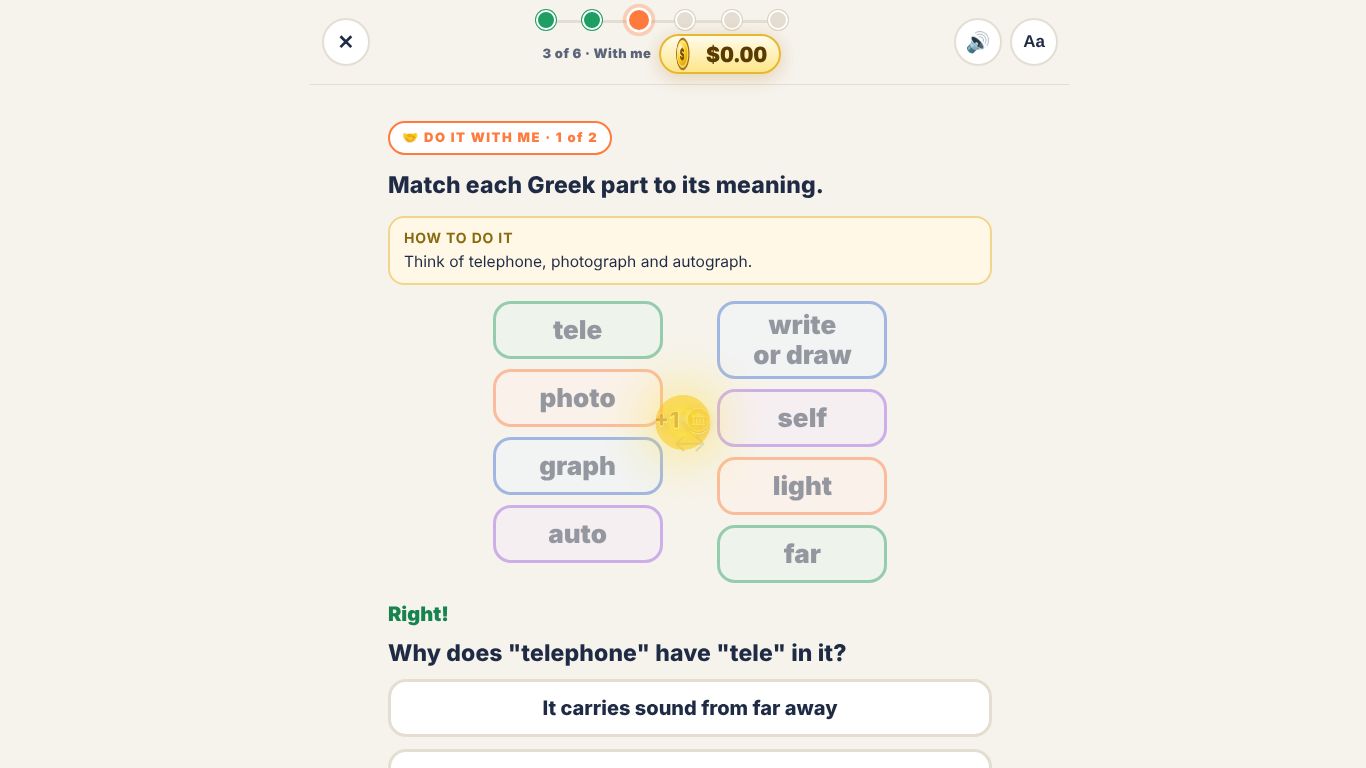 ✕
3 of 6 · With me
$0.00
Aa
DO IT WITH ME · 1 of 2
Match each Greek part to its meaning.
HOW TO DO IT
Think of telephone, photograph and autograph.
tele
photo
graph
auto
+1
write
or draw
self
light
far
Right!
Why does "telephone" have "tele" in it?
It carries sound from far away